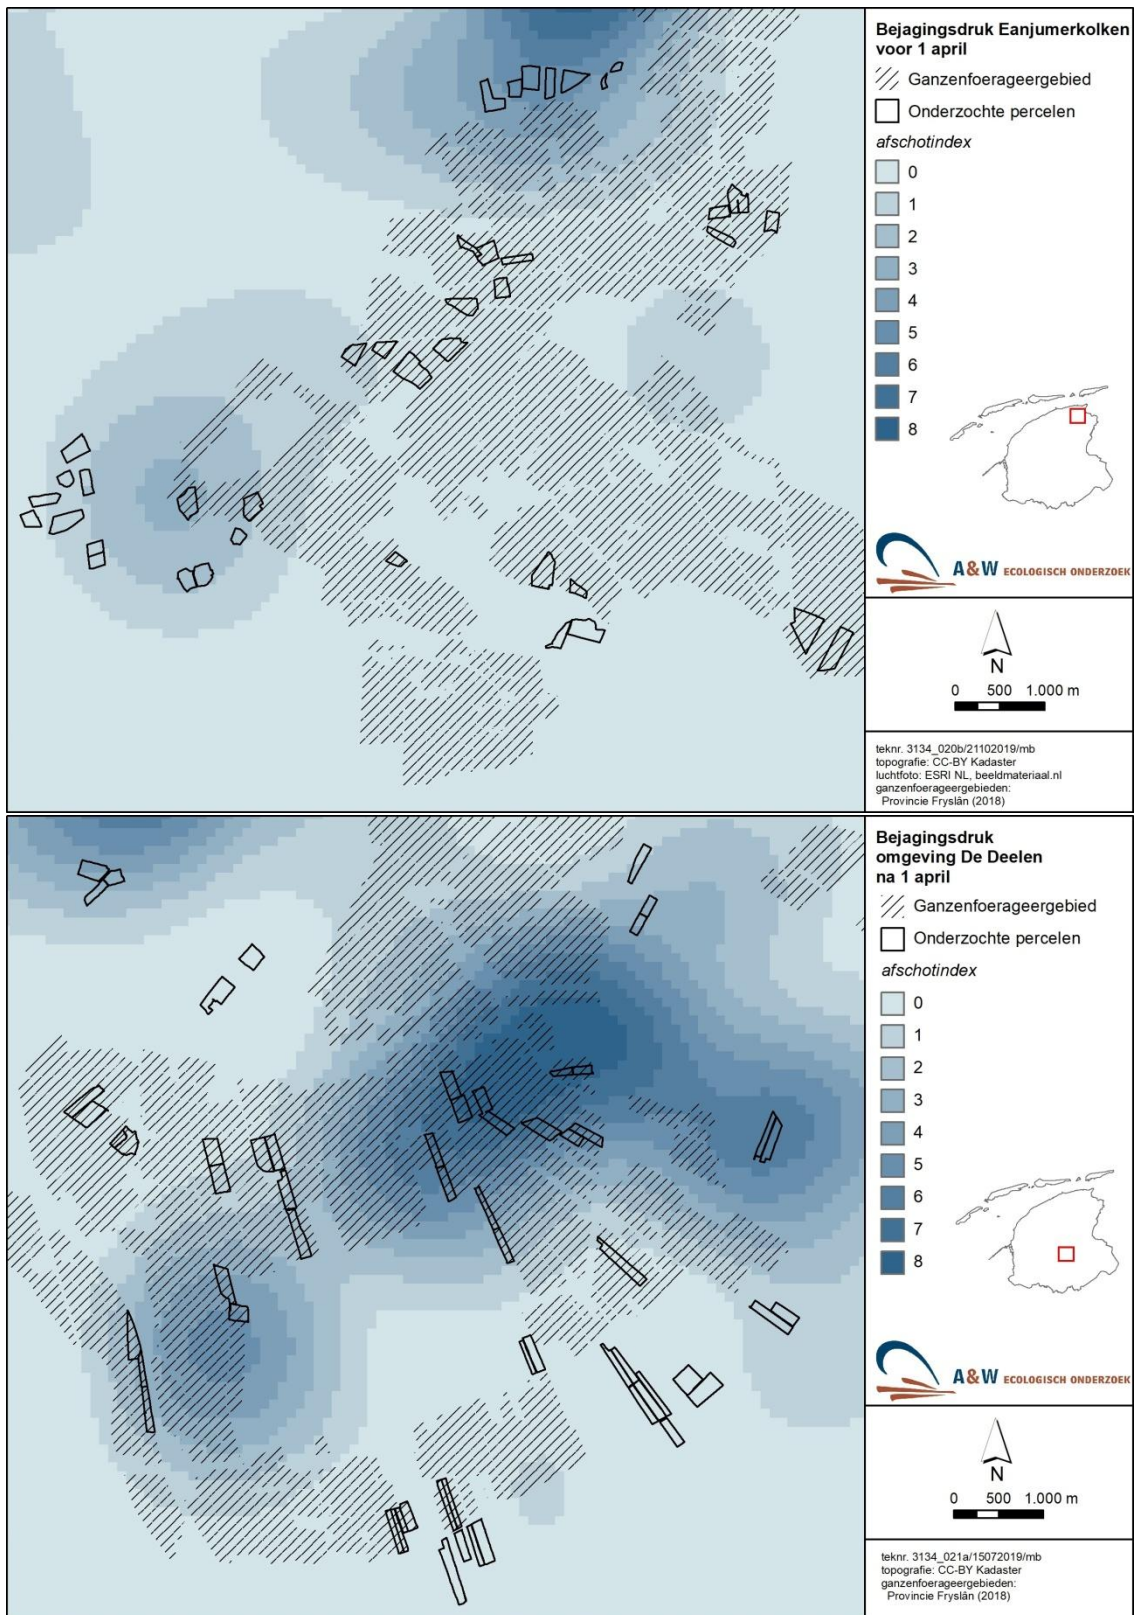 Bejagingsdruk Eanjumerkolken
voor 1 april
Ganzenfoerageergebied
Onderzochte percelen
afschotindex
0
1
2
3
4
5
6
7
8
A&W ECOLOGISCH ONDERZOEK
N
0 500 1.000 m
teknr. 3134_020b/21102019/mb
topografie: CC-BY Kadaster
luchtfoto: ESRI NL, beeldmateriaal.nl
ganzenfoerageergebieden:
Provincie Fryslân (2018)
Bejagingsdruk
omgeving De Deelen
na 1 april
Ganzenfoerageergebied
Onderzochte percelen
afschotindex
0
1
2
3
4
5
6
7
8
A&W ECOLOGISCH ONDERZOEK
N
0 500 1.000 m
teknr. 3134_021a/15072019/mb
topografie: CC-BY Kadaster
ganzenfoerageergebieden:
Provincie Fryslân (2018)